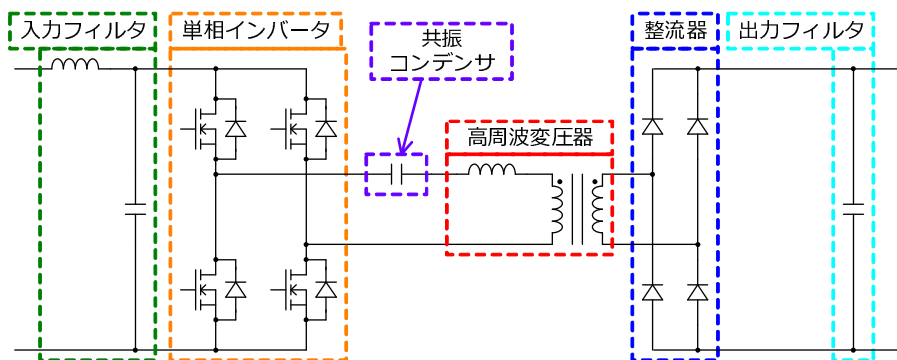 入力フィルタ
単相インバータ
共振
コンデンサ
高周波変圧器
整流器
出力フィルタ